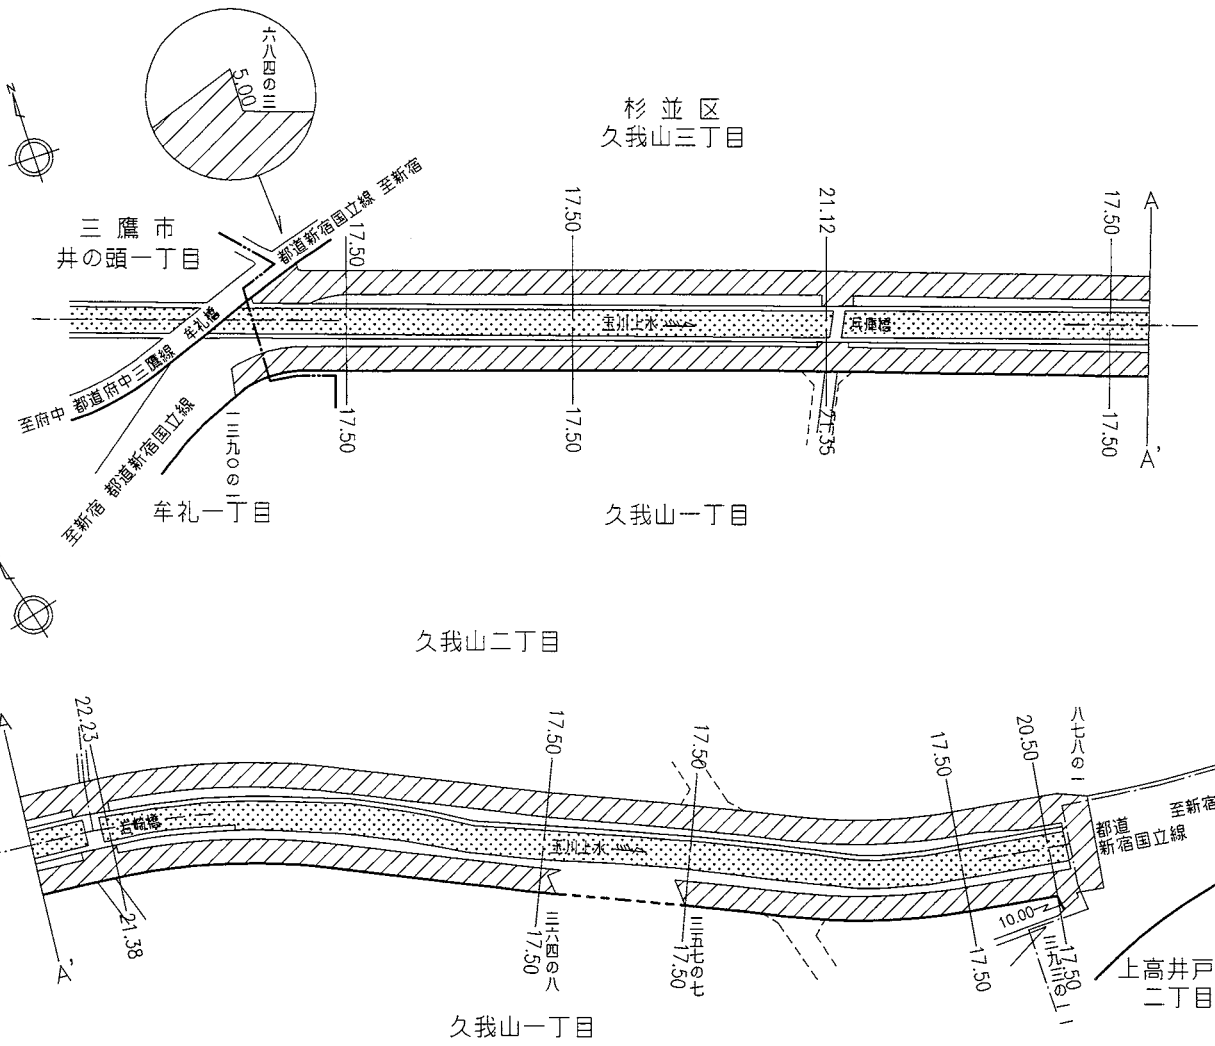 六八四の三
5.00
N
杉並区
久我山三丁目
三鷹市
井の頭一丁目
都道新宿国立線 至新宿
17.50
17.50
21.12
17.50
A
牟礼橋
玉川上水
兵庫橋
至府中 都道府中三鷹線
至新宿 都道新宿国立線
一三九〇の二
17.50
17.50
21.35
17.50
A'
牟礼一丁目
久我山一丁目
久我山二丁目
A
22.23
17.50
17.50
17.50
20.50
八七八の一
岩崎橋
玉川上水
都道
新宿国立線
至新宿
21.38
三六四の八
17.50
三五七の七
17.50
10.00
17.50
17.50
A'
上高井戸
二丁目
久我山一丁目